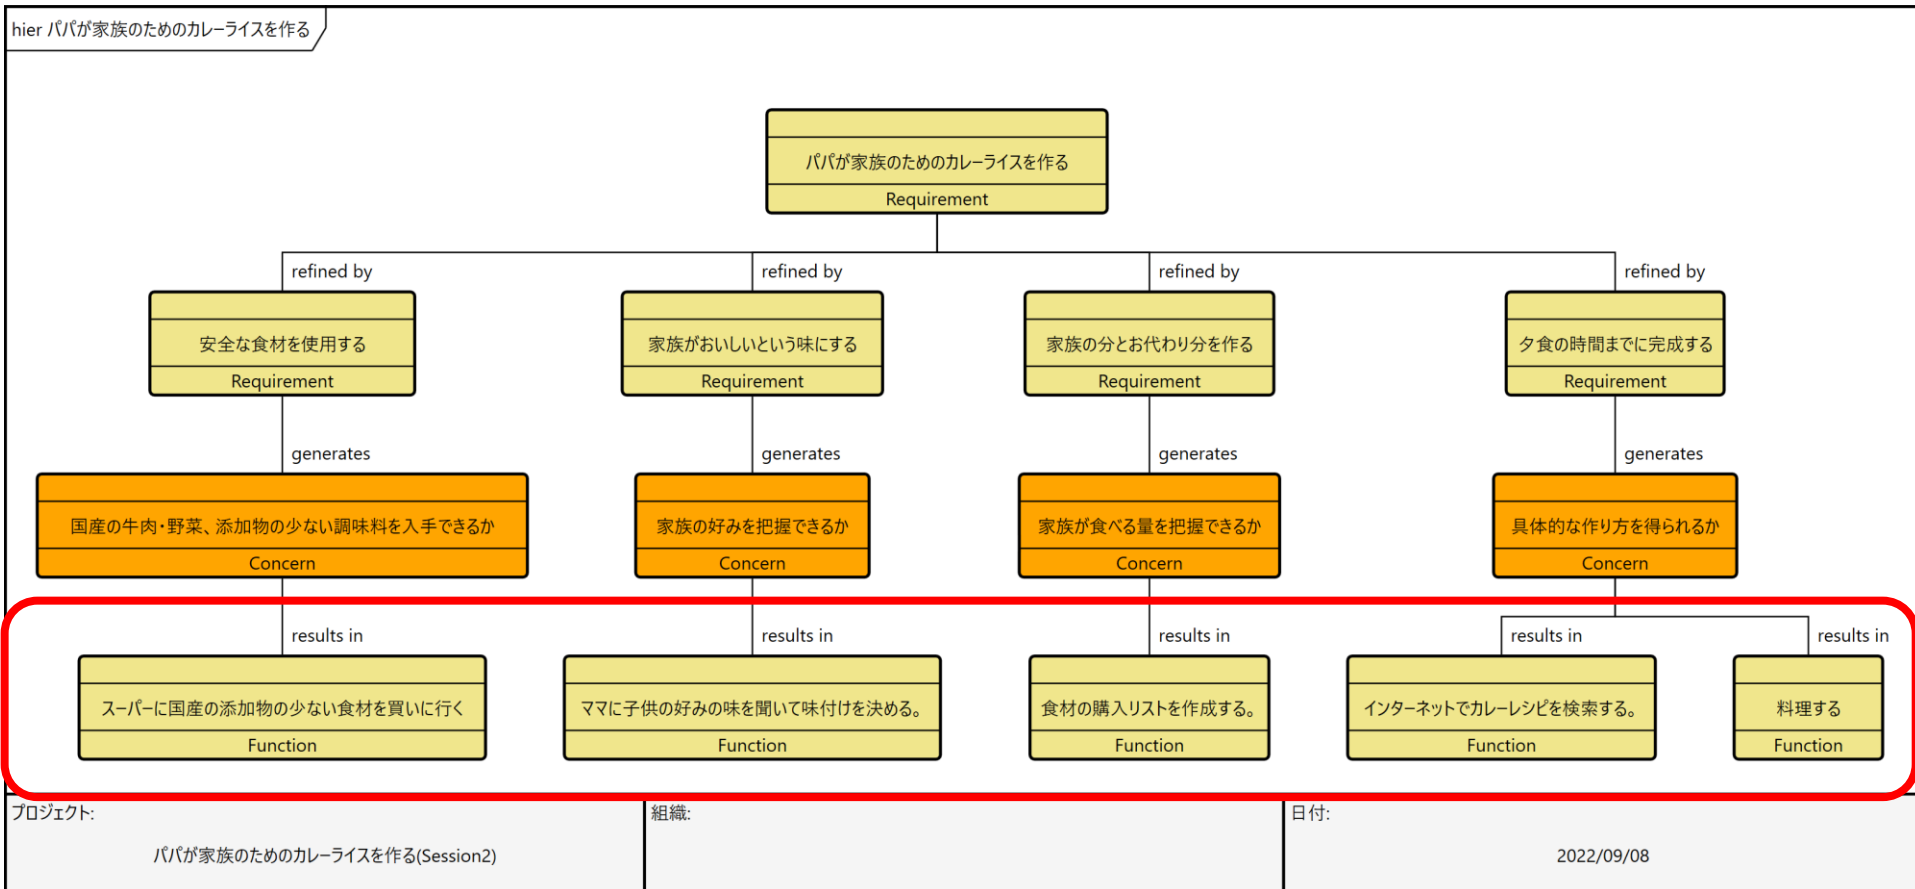 hier パパが家族のためのカレーライスを作る
パパが家族のためのカレーライスを作る
Requirement
refined by
refined by
refined by
refined by
安全な食材を使用する
Requirement
家族がおいしいという味にする
Requirement
家族の分とお代わり分を作る
Requirement
夕食の時間までに完成する
Requirement
generates
generates
generates
generates
国産の牛肉・野菜、添加物の少ない調味料を入手できるか
Concern
家族の好みを把握できるか
Concern
家族が食べる量を把握できるか
Concern
具体的な作り方を得られるか
Concern
results in
results in
results in
results in
results in
スーパーに国産の添加物の少ない食材を買いに行く
Function
ママに子供の好みの味を聞いて味付けを決める。
Function
食材の購入リストを作成する。
Function
インターネットでカレーレシピを検索する。
Function
料理する
Function
プロジェクト:
パパが家族のためのカレーライスを作る(Session2)
組織:
日付:
2022/09/08